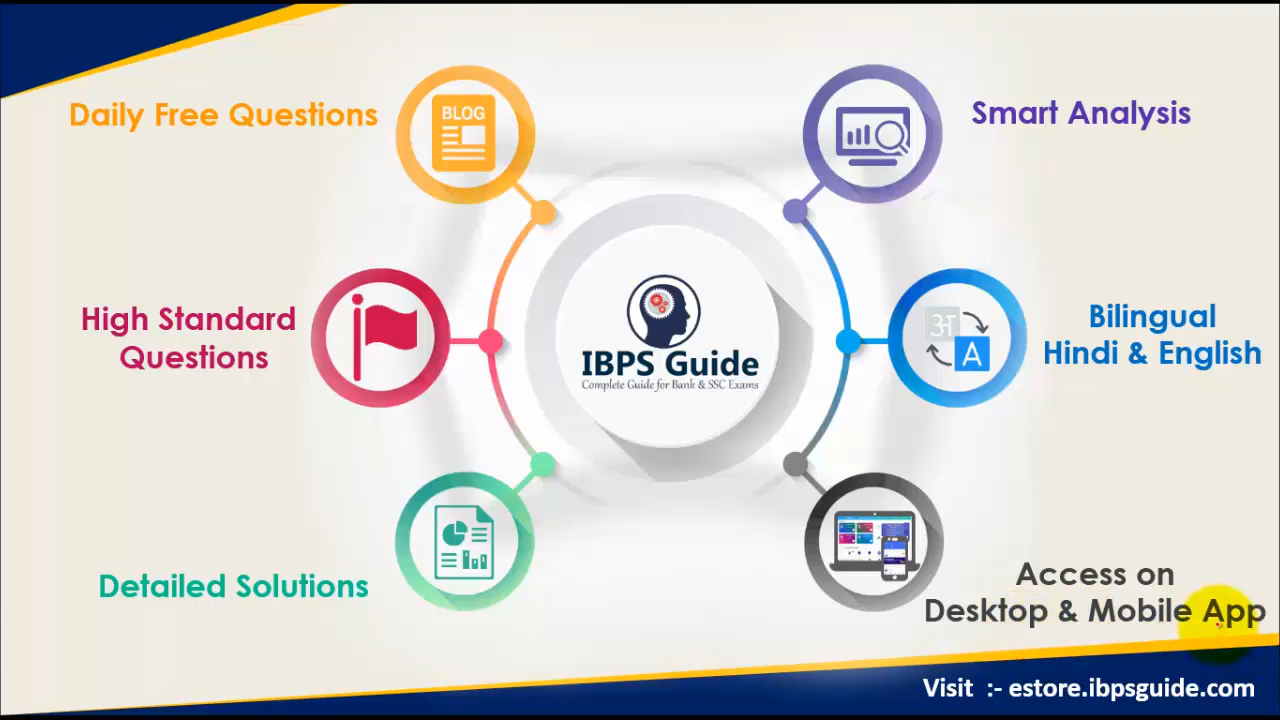 Daily Free Questions
BLOG
Smart Analysis
High Standard
Questions
IBPS Guide
Complete Guide for Bank & SSC Exams
अ
A
Bilingual
Hindi & English
Detailed Solutions
Access on
Desktop & Mobile App
Visit :- estore.ibpsguide.com